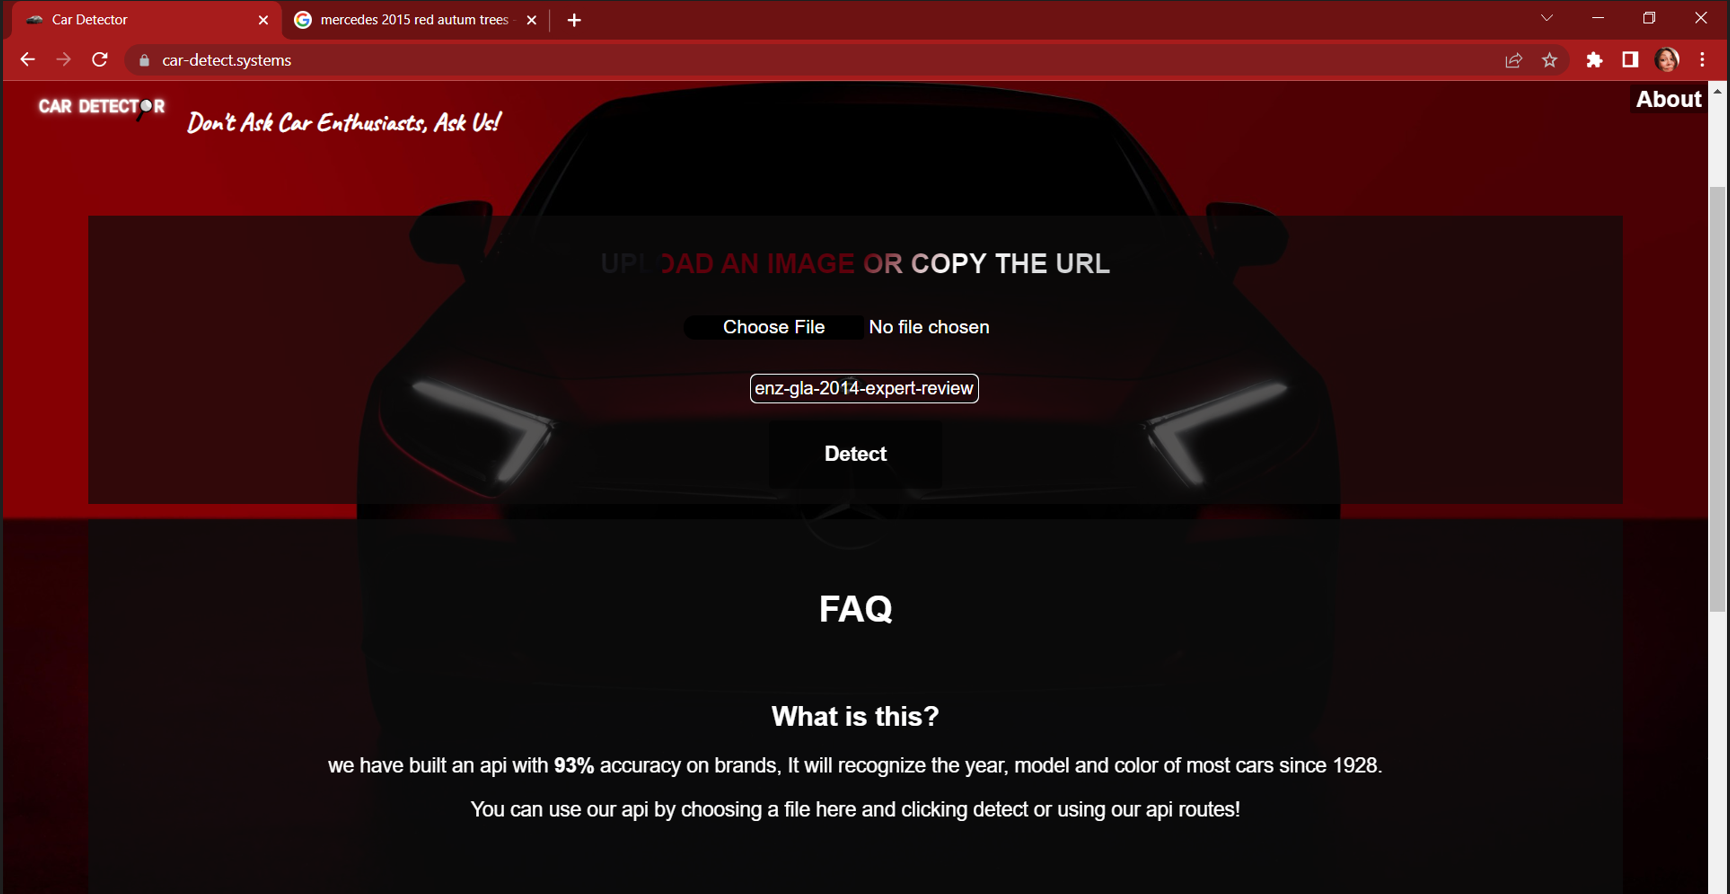 Car Detector
mercedes 2015 red autum trees -
car-detect.systems
CAR DETECTOR
Don't Ask Car Enthusiasts, Ask Us!
About
UPLOAD AN IMAGE OR COPY THE URL
Choose File No file chosen
enz-gla-2014-expert-review
Detect
FAQ
What is this?
we have built an api with 93% accuracy on brands, It will recognize the year, model and color of most cars since 1928.
You can use our api by choosing a file here and clicking detect or using our api routes!